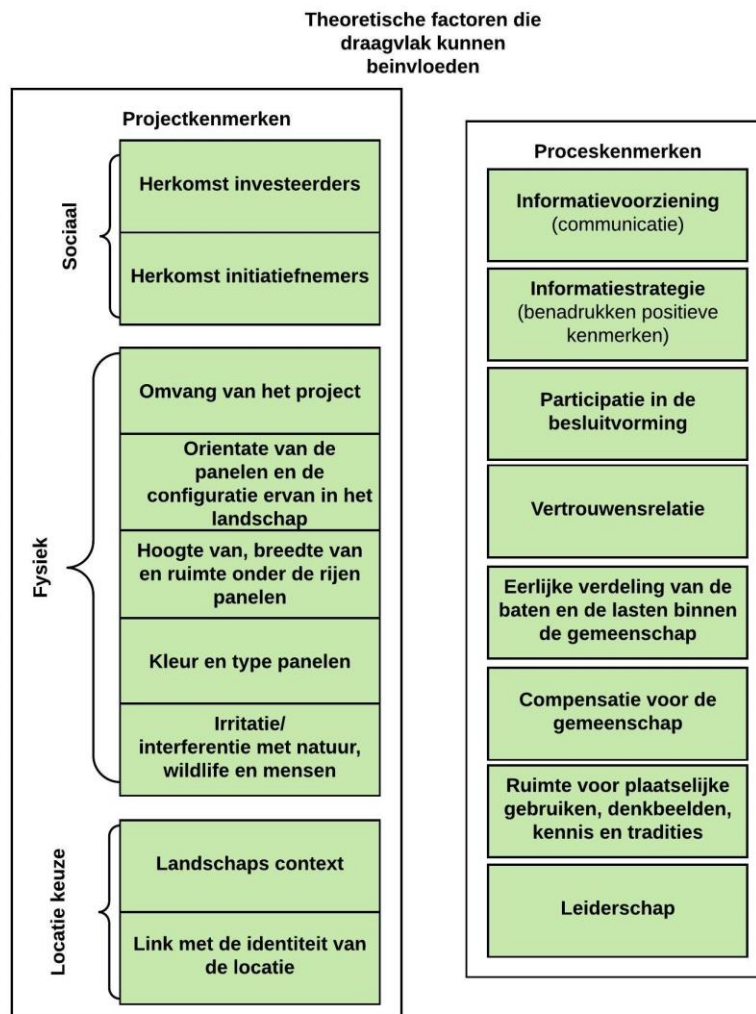 Theoretische factoren die
draagvlak kunnen
beinvloeden
Projectkenmerken
Sociaal
Herkomst investeerders
Herkomst initiatiefnemers
Fysiek
Omvang van het project
Orientate van de
panelen en de
configuratie ervan in het
landschap
Hoogte van, breedte van
en ruimte onder de rijen
panelen
Kleur en type panelen
Irritatie/
interferentie met natuur,
wildlife en mensen
Locatie keuze
Landschaps context
Link met de identiteit van
de locatie
Proceskenmerken
Informatievoorziening
(communicatie)
Informatiestrategie
(benadrukken positieve
kenmerken)
Participatie in de
besluitvorming
Vertrouwensrelatie
Eerlijke verdeling van de
baten en de lasten binnen
de gemeenschap
Compensatie voor de
gemeenschap
Ruimte voor plaatselijke
gebruiken, denkbeelden,
kennis en tradities
Leiderschap